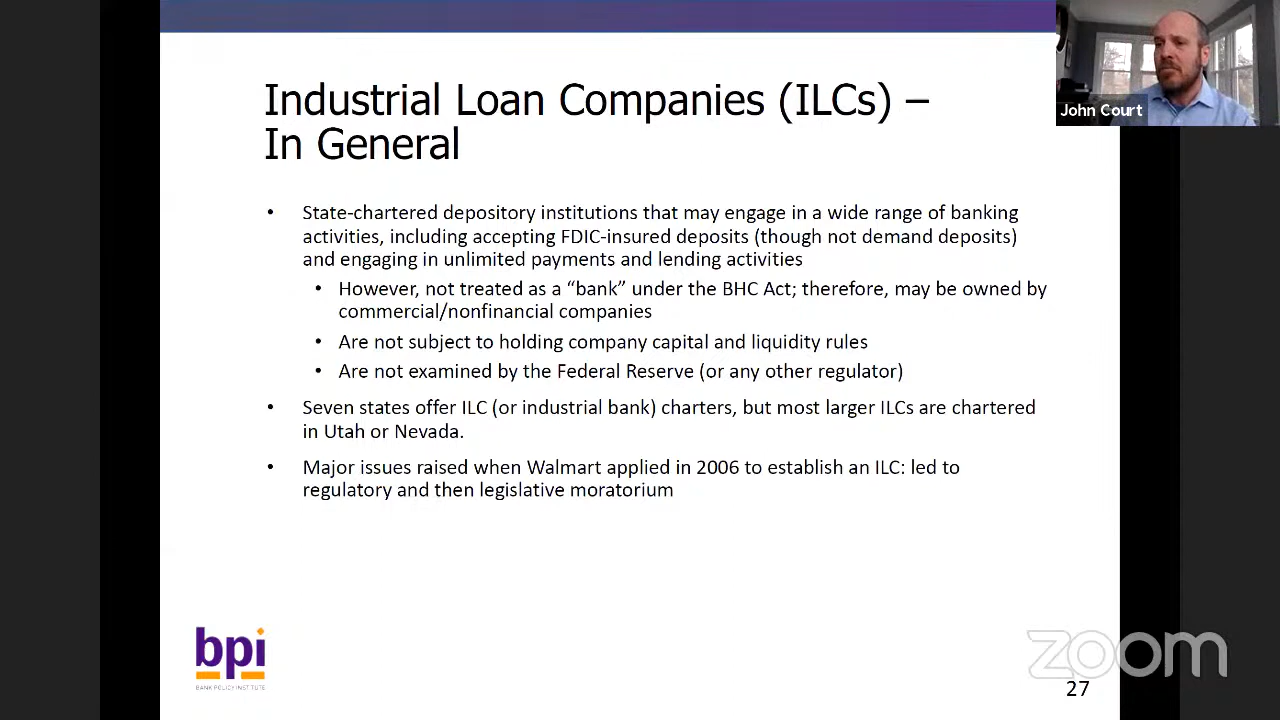 Industrial Loan Companies (ILCs) –
In General
John Court
• State-chartered depository institutions that may engage in a wide range of banking
activities, including accepting FDIC-insured deposits (though not demand deposits)
and engaging in unlimited payments and lending activities
• However, not treated as a “bank” under the BHC Act; therefore, may be owned by
commercial/nonfinancial companies
• Are not subject to holding company capital and liquidity rules
• Are not examined by the Federal Reserve (or any other regulator)
• Seven states offer ILC (or industrial bank) charters, but most larger ILCs are chartered
in Utah or Nevada.
• Major issues raised when Walmart applied in 2006 to establish an ILC: led to
regulatory and then legislative moratorium
bpi
BANK POLICY INSTITUTE
zoom
27